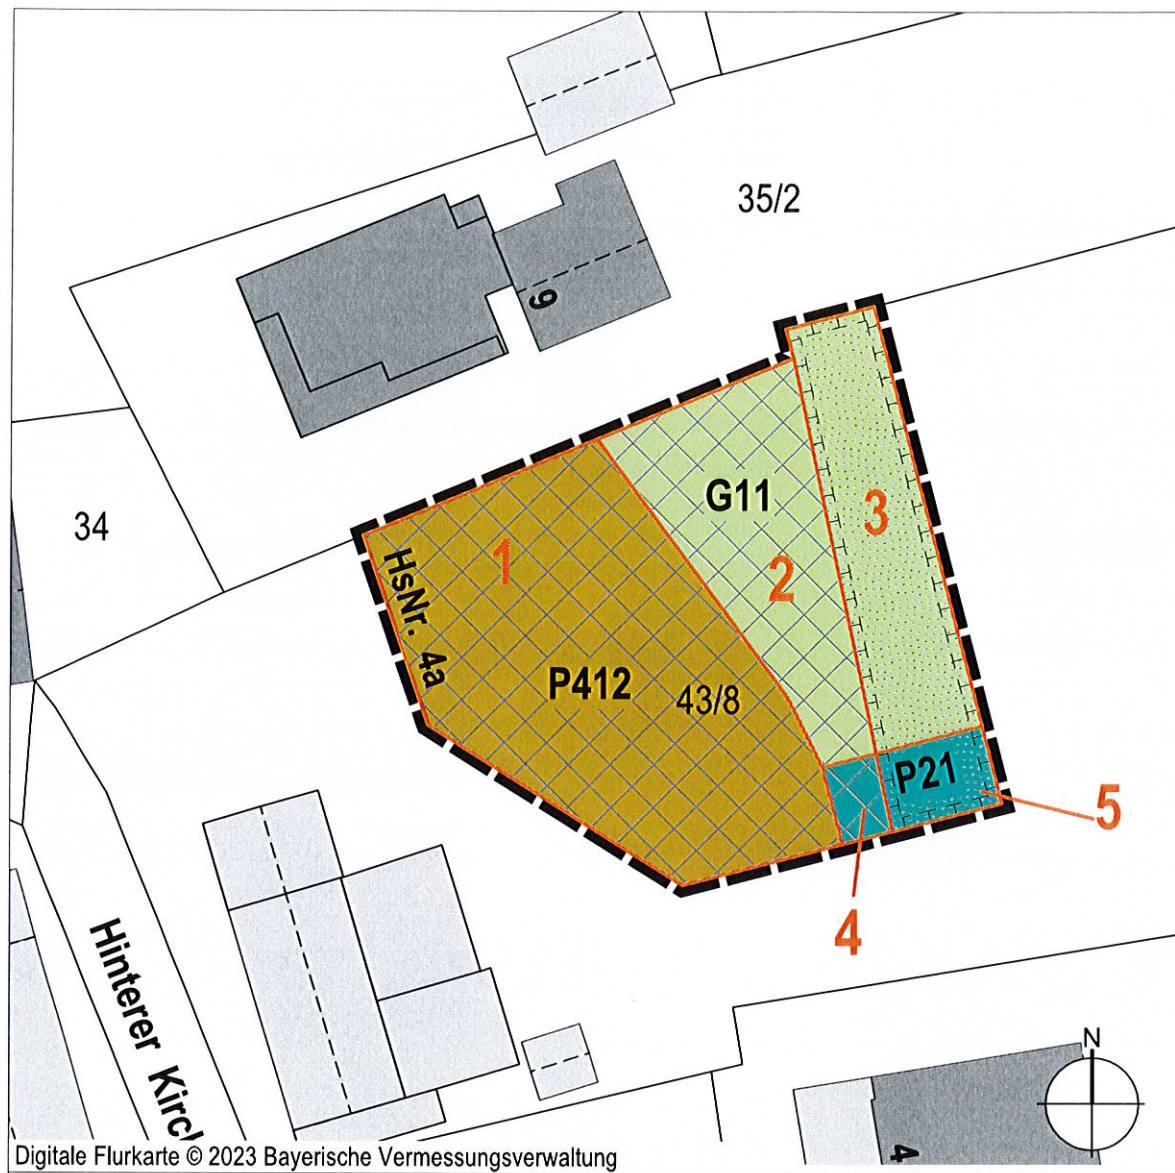 35/2
9
34
G11
3
1
2
HsNr. 4a
P412
43/8
P21
5
4
Hinterer Kirch
N
4
Digitale Flurkarte © 2023 Bayerische Vermessungsverwaltung